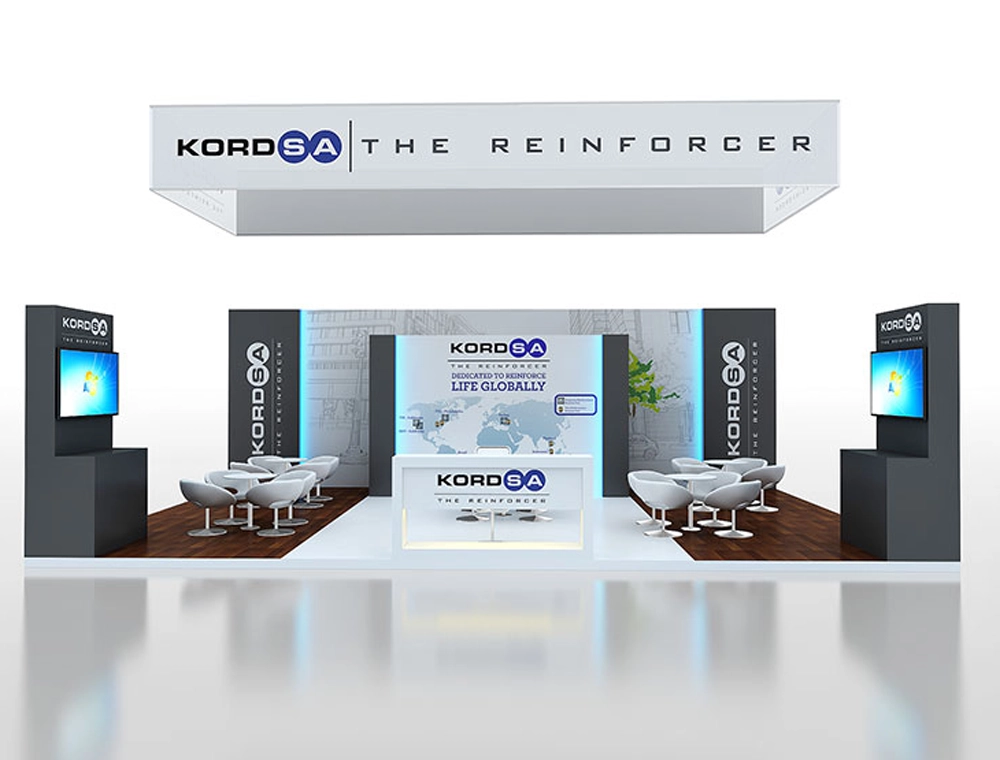 KORDSA | THE REINFORCER
KORDSA
THE REINFORCER
KORDSA
THE REINFORCER
KORDSA
THE REINFORCER
KORDSA
THE REINFORCER
DEDICATED TO REINFORCE
LIFE GLOBALLY
KORDSA
THE REINFORCER
KORDSA
THE REINFORCER